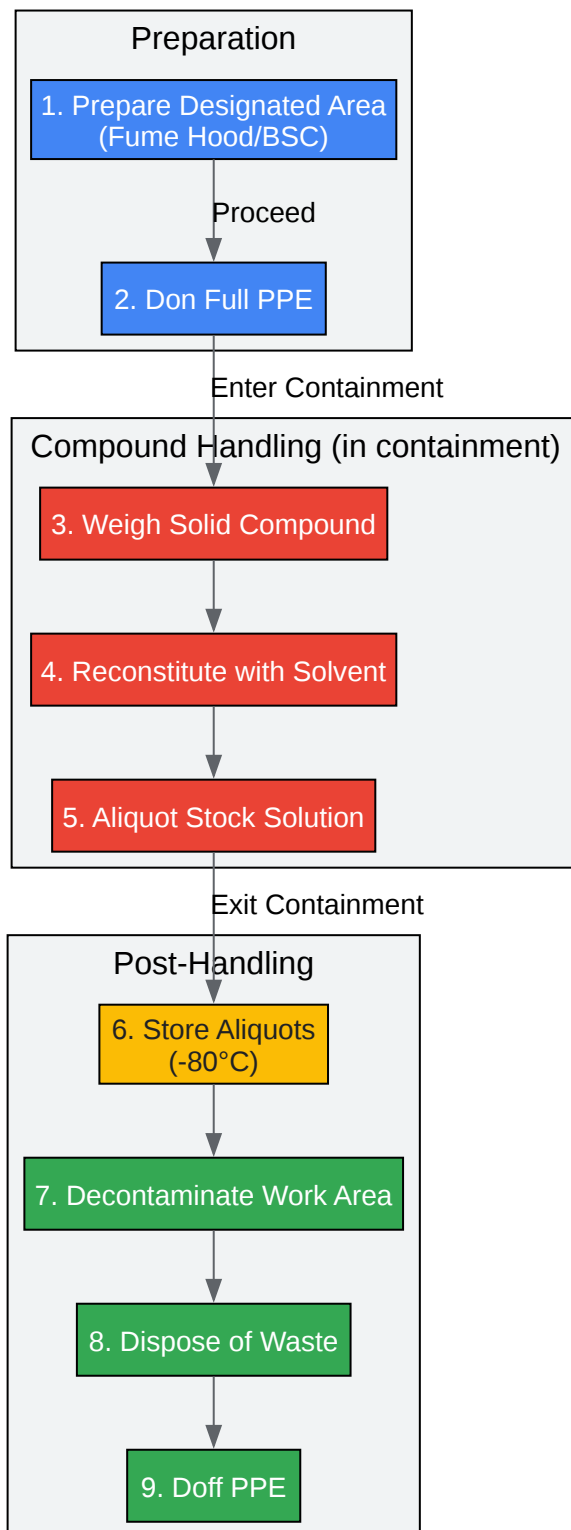 Preparation
1. Prepare Designated Area
(Fume Hood/BSC)
Proceed
2. Don Full PPE
Enter Containment
Compound Handling (in containment)
3. Weigh Solid Compound
4. Reconstitute with Solvent
5. Aliquot Stock Solution
Exit Containment
Post-Handling
6. Store Aliquots
(-80°C)
7. Decontaminate Work Area
8. Dispose of Waste
9. Doff PPE